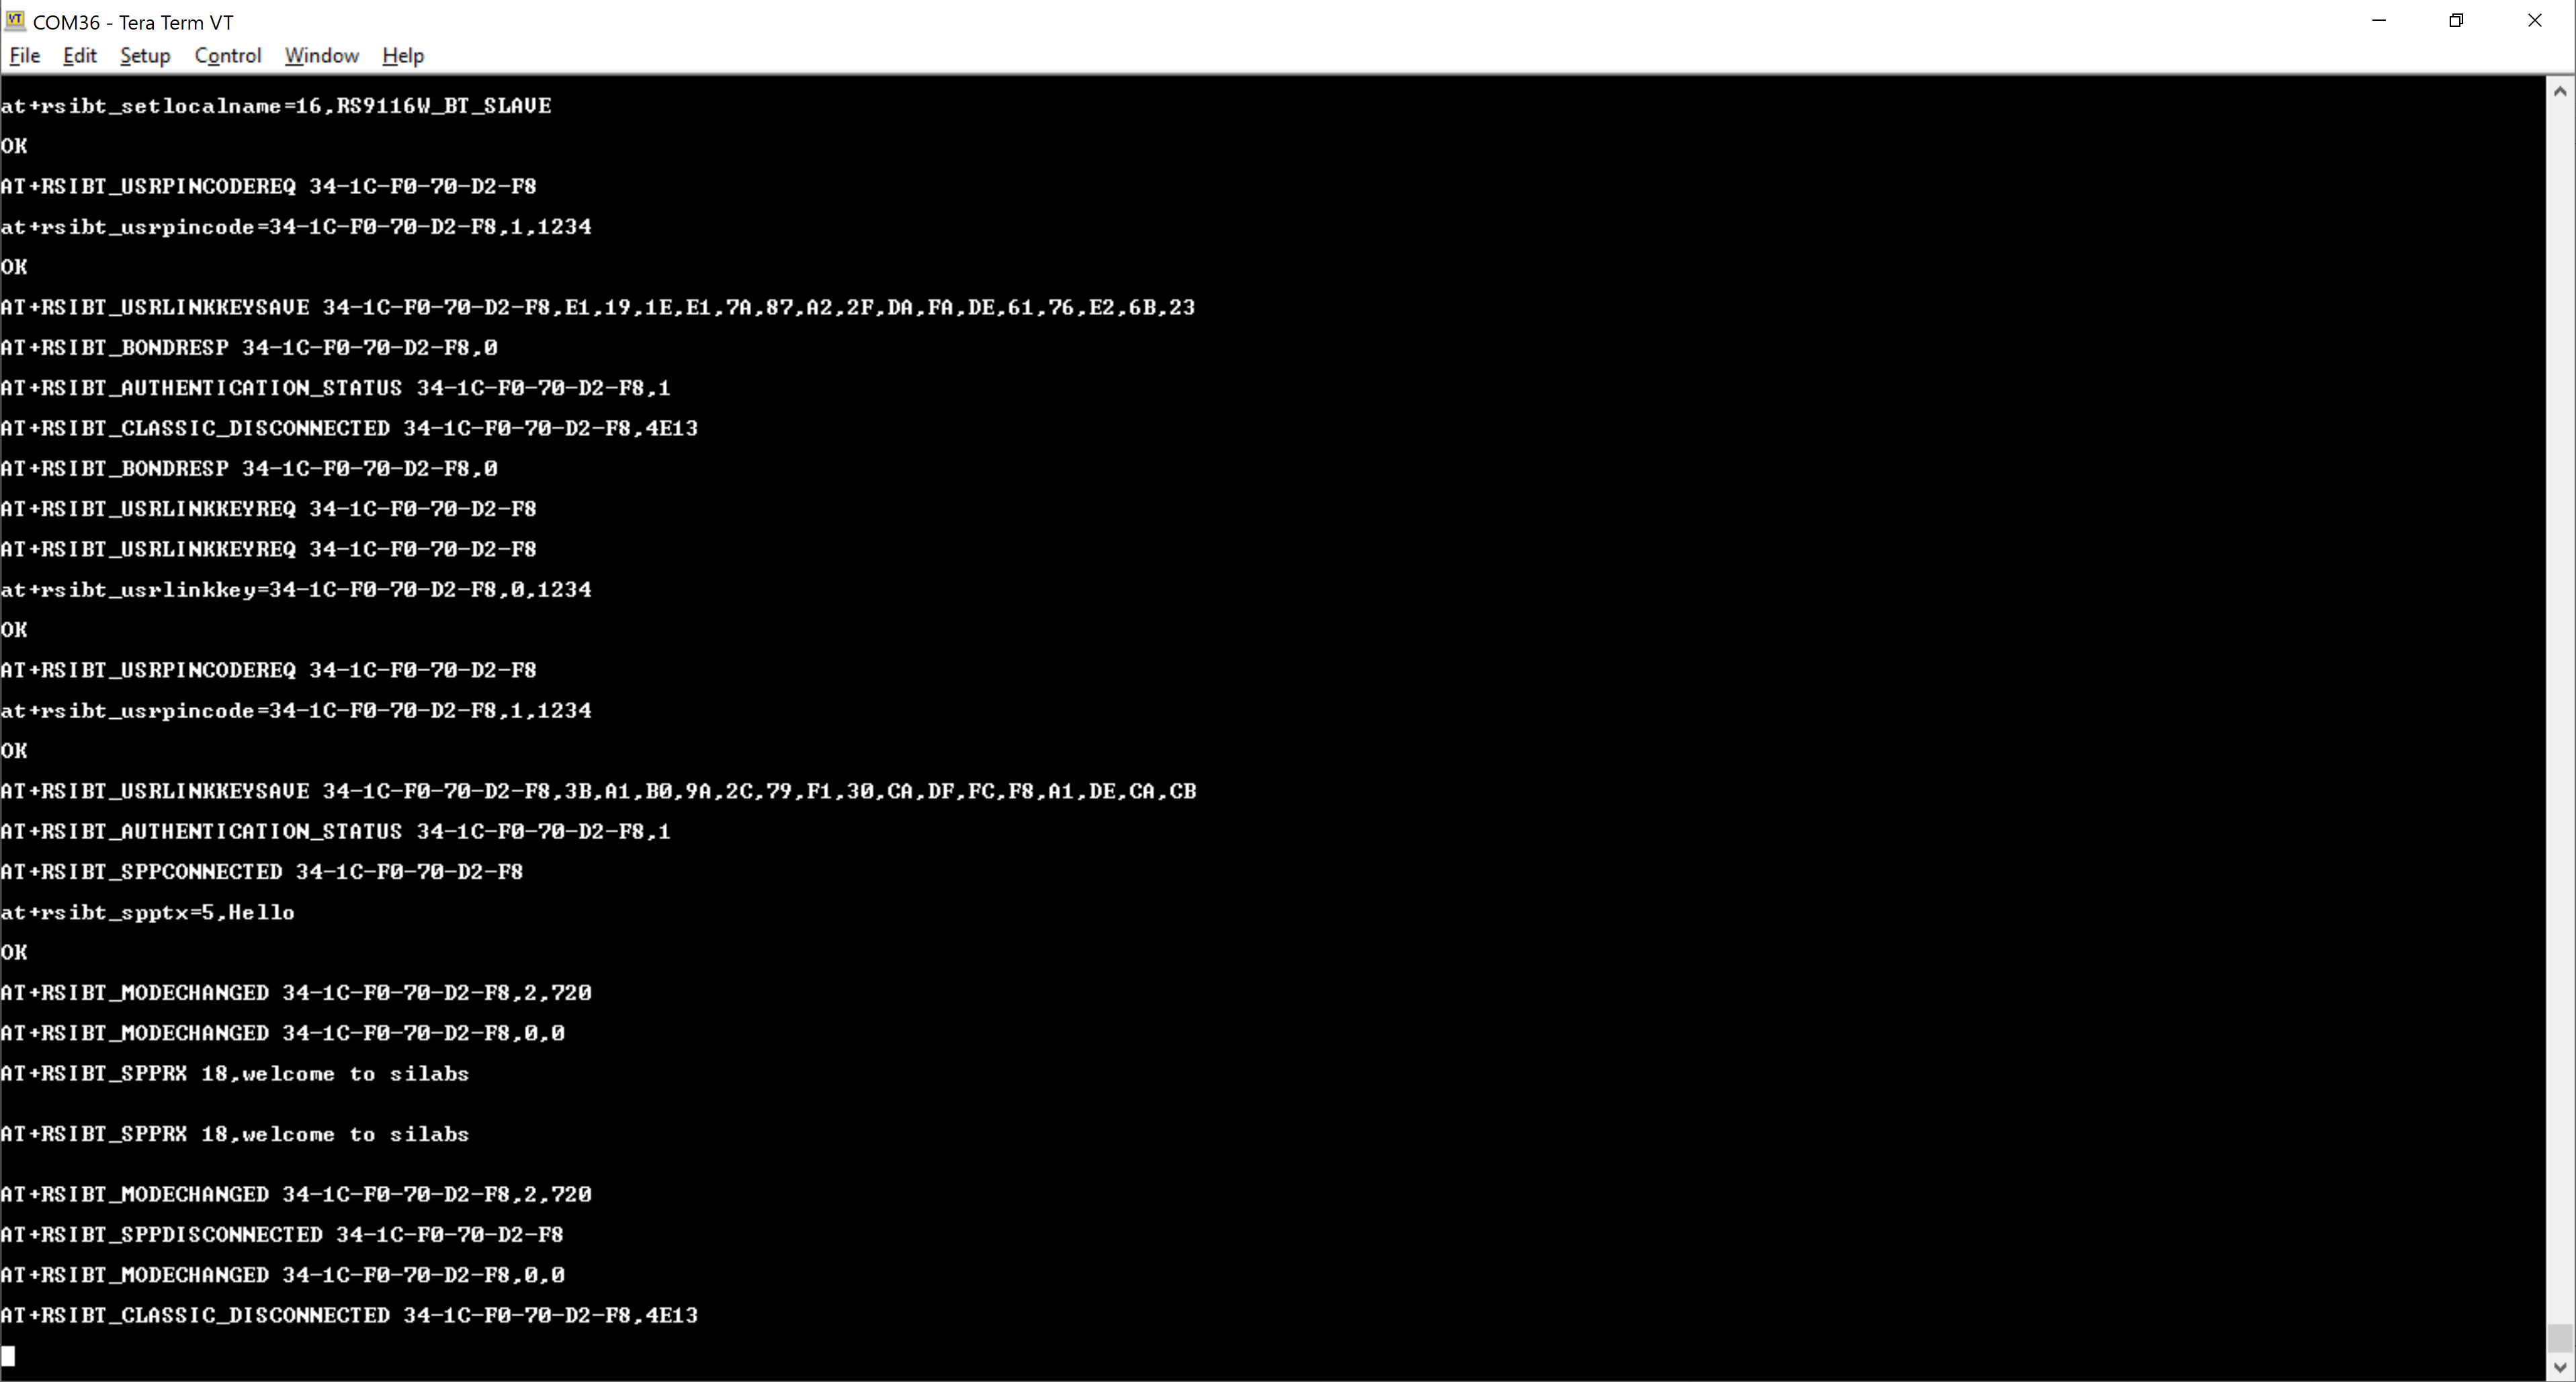 COM36 - Tera Term VT
File Edit Setup Control Window Help
at+rsibt_setlocalname=16,RS9116W_BT_SLAVE
OK
AT+RSIBT_USRPINCODEREQ 34-1C-F0-70-D2-F8
at+rsibt_usrpincode=34-1C-F0-70-D2-F8,1,1234
OK
AT+RSIBT_USRLINKKEYSAVE 34-1C-F0-70-D2-F8,E1,19,1E,E1,7A,87,A2,2F,DA,FA,DE,61,76,E2,6B,23
AT+RSIBT_BONDRESP 34-1C-F0-70-D2-F8,0
AT+RSIBT_AUTHENTICATION_STATUS 34-1C-F0-70-D2-F8,1
AT+RSIBT_CLASSIC_DISCONNECTED 34-1C-F0-70-D2-F8,4E13
AT+RSIBT_BONDRESP 34-1C-F0-70-D2-F8,0
AT+RSIBT_USRLINKKEYREQ 34-1C-F0-70-D2-F8
AT+RSIBT_USRLINKKEYREQ 34-1C-F0-70-D2-F8
at+rsibt_usrlinkkey=34-1C-F0-70-D2-F8,0,1234
OK
AT+RSIBT_USRPINCODEREQ 34-1C-F0-70-D2-F8
at+rsibt_usrpincode=34-1C-F0-70-D2-F8,1,1234
OK
AT+RSIBT_USRLINKKEYSAVE 34-1C-F0-70-D2-F8,3B,A1,B0,9A,2C,79,F1,30,CA,DF,FC,F8,A1,DE,CA,CB
AT+RSIBT_AUTHENTICATION_STATUS 34-1C-F0-70-D2-F8,1
AT+RSIBT_SPPCONNECTED 34-1C-F0-70-D2-F8
at+rsibt_spptx=5,Hello
OK
AT+RSIBT_MODECHANGED 34-1C-F0-70-D2-F8,2,720
AT+RSIBT_MODECHANGED 34-1C-F0-70-D2-F8,0,0
AT+RSIBT_SPPRX 18,welcome to silabs
AT+RSIBT_SPPRX 18,welcome to silabs
AT+RSIBT_MODECHANGED 34-1C-F0-70-D2-F8,2,720
AT+RSIBT_SPPDISCONNECTED 34-1C-F0-70-D2-F8
AT+RSIBT_MODECHANGED 34-1C-F0-70-D2-F8,0,0
AT+RSIBT_CLASSIC_DISCONNECTED 34-1C-F0-70-D2-F8,4E13